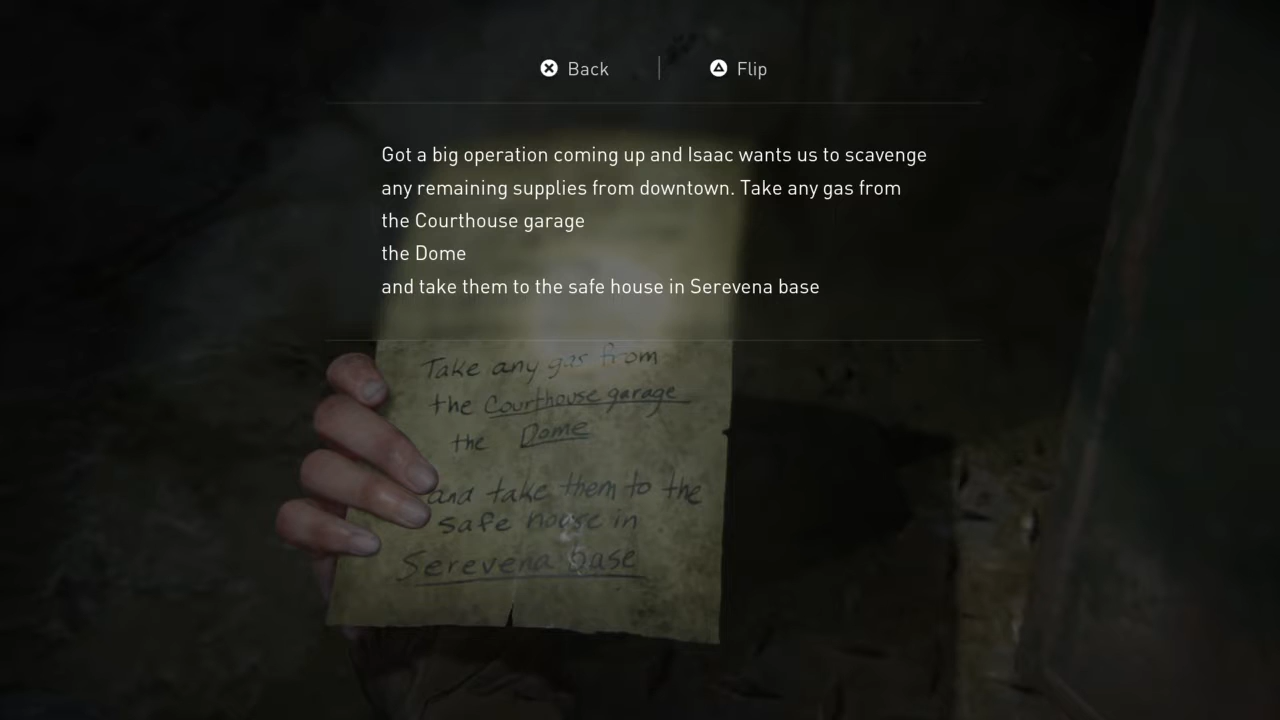 Back | Flip
Got a big operation coming up and Isaac wants us to scavenge
any remaining supplies from downtown. Take any gas from
the Courthouse garage
the Dome
and take them to the safe house in Serevena base
Take any gas from
the Courthouse garage
the Dome
and take them to the
safe house in
Serevena base